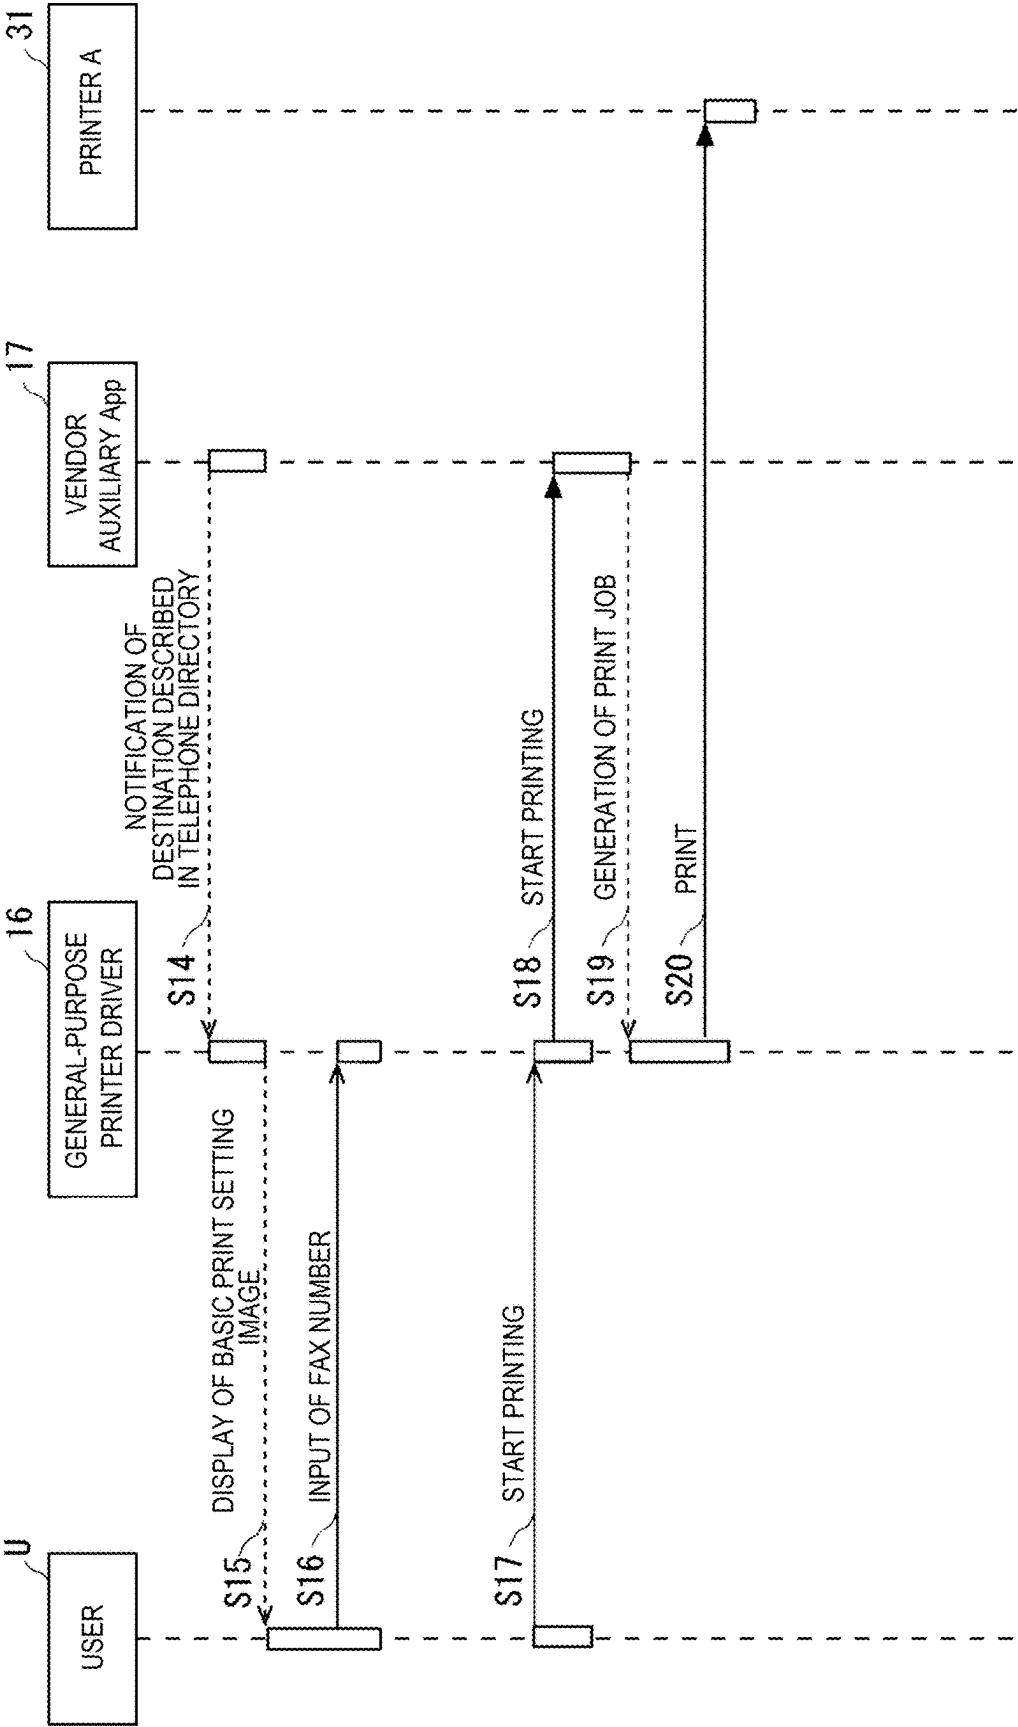 U
USER
16
GENERAL-PURPOSE
PRINTER DRIVER
17
VENDOR
AUXILIARY App
31
PRINTER A
S14
NOTIFICATION OF
DESTINATION DESCRIBED
IN TELEPHONE DIRECTORY
S15
DISPLAY OF BASIC PRINT SETTING
IMAGE
S16
INPUT OF FAX NUMBER
S17
START PRINTING
S18
START PRINTING
S19
GENERATION OF PRINT JOB
S20
PRINT